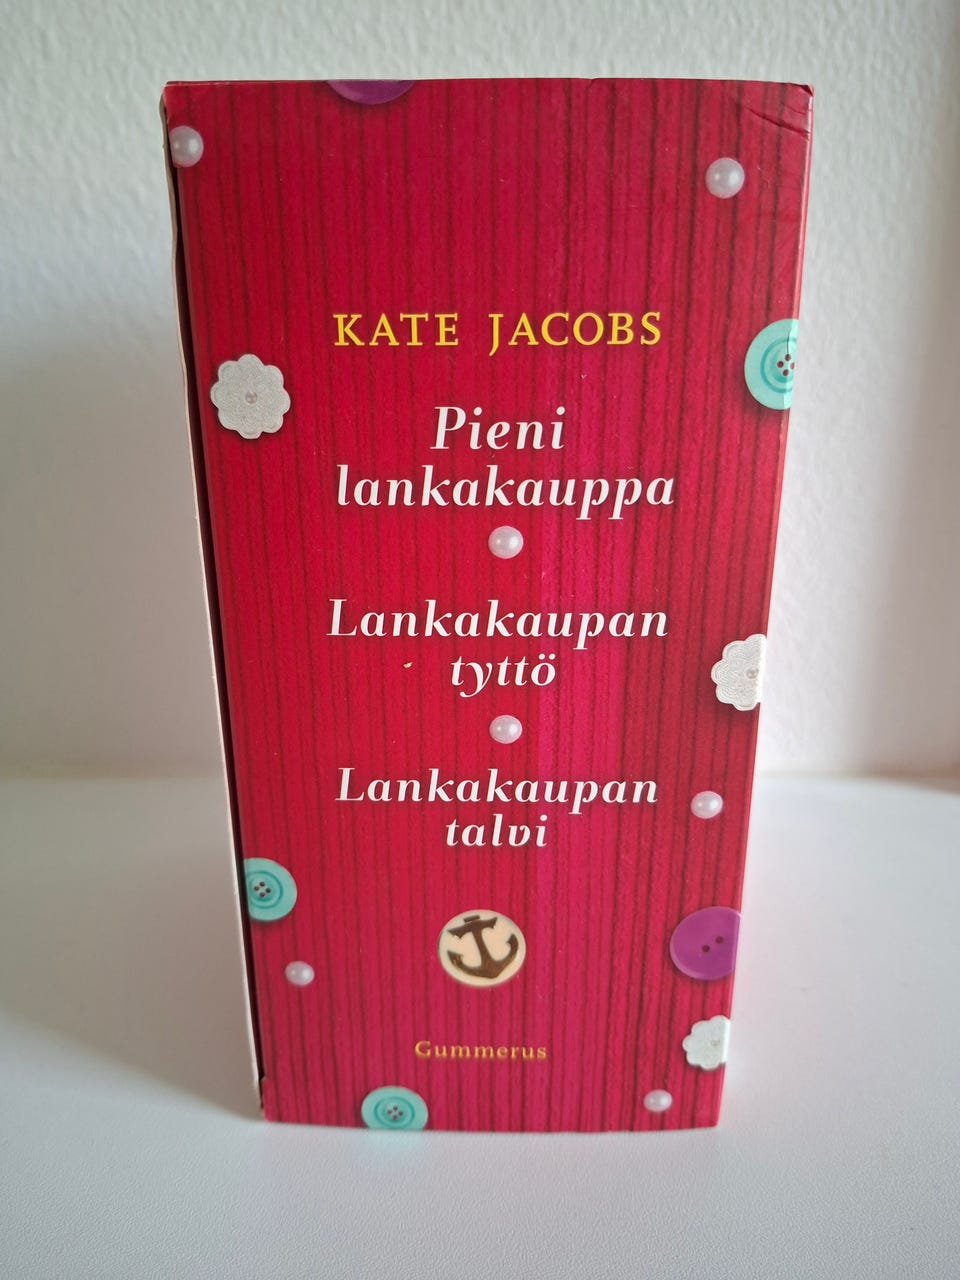 KATE JACOBS
Pieni
lankakauppa
Lankakaupan
tyttö
Lankakaupan
talvi
Gummerus